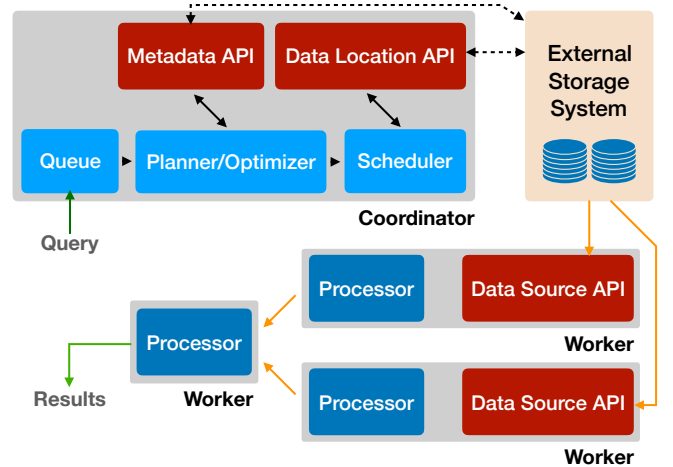 Metadata API
Data Location API
External
Storage
System
Queue
Planner/Optimizer
Scheduler
Coordinator
Query
Processor
Data Source API
Worker
Processor
Worker
Results
Processor
Data Source API
Worker